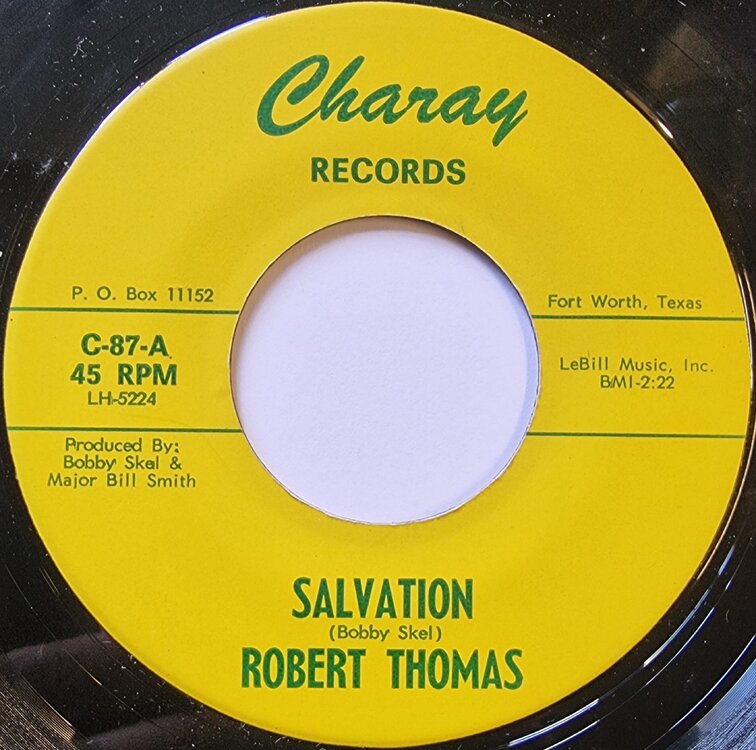 Charay
RECORDS
P. O. Box 11152
Fort Worth, Texas
C-87-A
45 RPM
LH-5224
LeBill Music, Inc.
BMI-2:22
Produced By:
Bobby Skel &
Major Bill Smith
SALVATION
(Bobby Skel)
ROBERT THOMAS